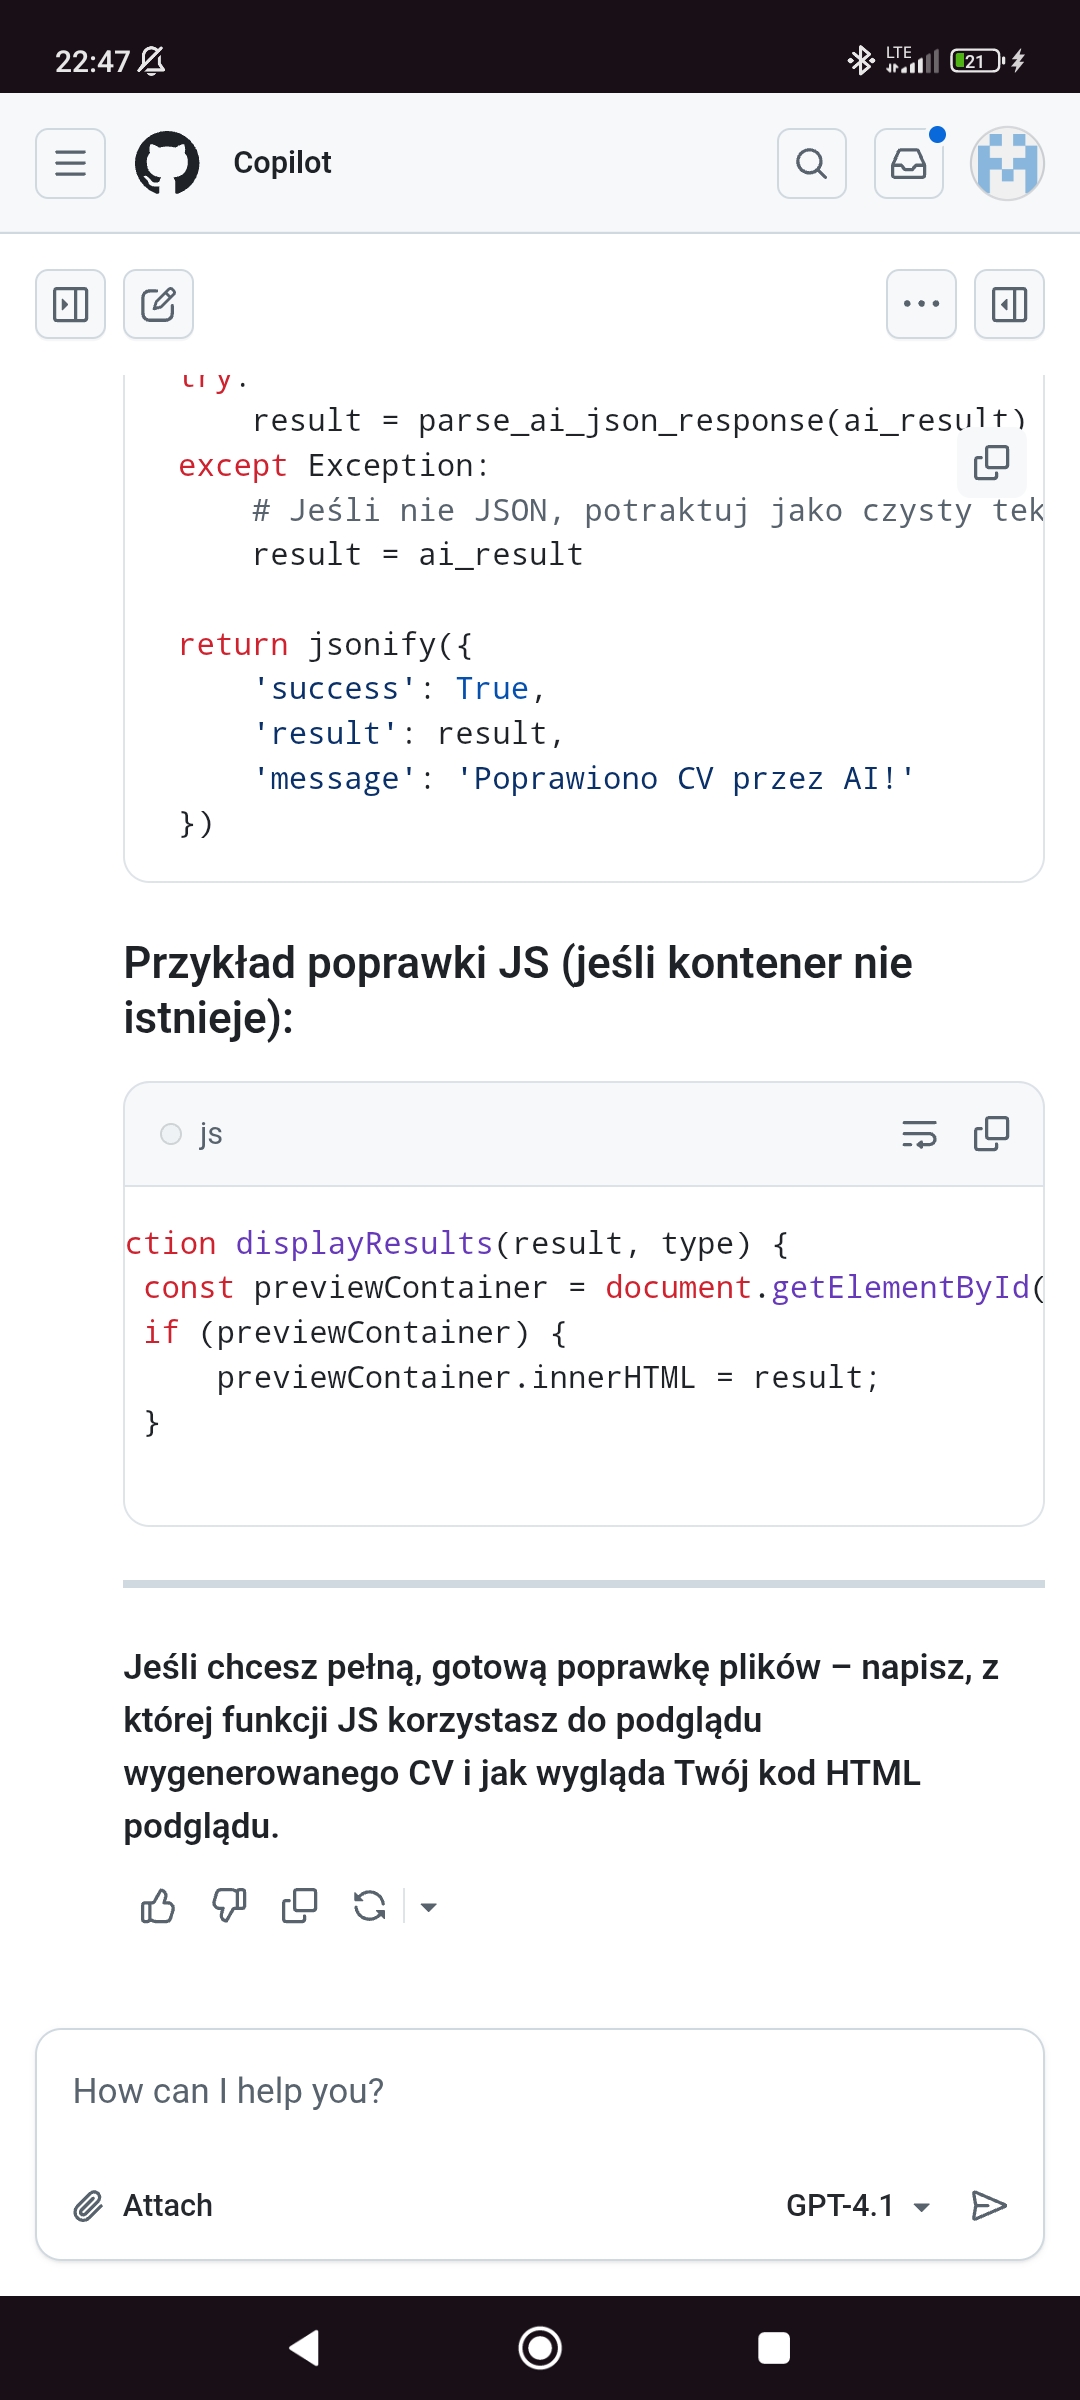 22:47 LTE 21
Copilot
try:
result = parse_ai_json_response(ai_result)
except Exception:
# Jeśli nie JSON, potraktuj jako czysty tek
result = ai_result
return jsonify({
'success': True,
'result': result,
'message': 'Poprawiono CV przez AI!'
})
Przykład poprawki JS (jeśli kontener nie
istnieje):
js
ction displayResults(result, type) {
const previewContainer = document.getElementById(
if (previewContainer) {
previewContainer.innerHTML = result;
}
Jeśli chcesz pełną, gotową poprawkę plików – napisz, z
której funkcji JS korzystasz do podglądu
wygenerowanego CV i jak wygląda Twój kod HTML
podglądu.
How can I help you?
Attach GPT-4.1